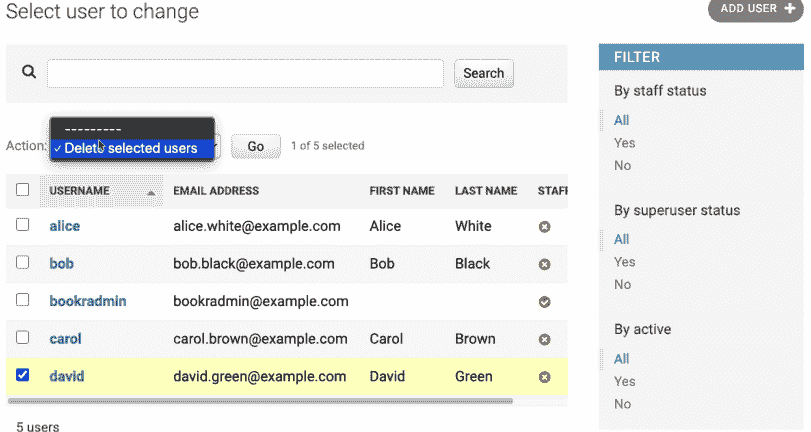 Select user to change
ADD USER +
Search
---------
Action:
✓ Delete selected users
Go
1 of 5 selected
USERNAME EMAIL ADDRESS FIRST NAME LAST NAME STAFF
alice alice.white@example.com Alice White
bob bob.black@example.com Bob Black
bookradmin bookradmin@example.com
carol carol.brown@example.com Carol Brown
david david.green@example.com David Green
5 users
FILTER
By staff status
All
Yes
No
By superuser status
All
Yes
No
By active
All
Yes
No